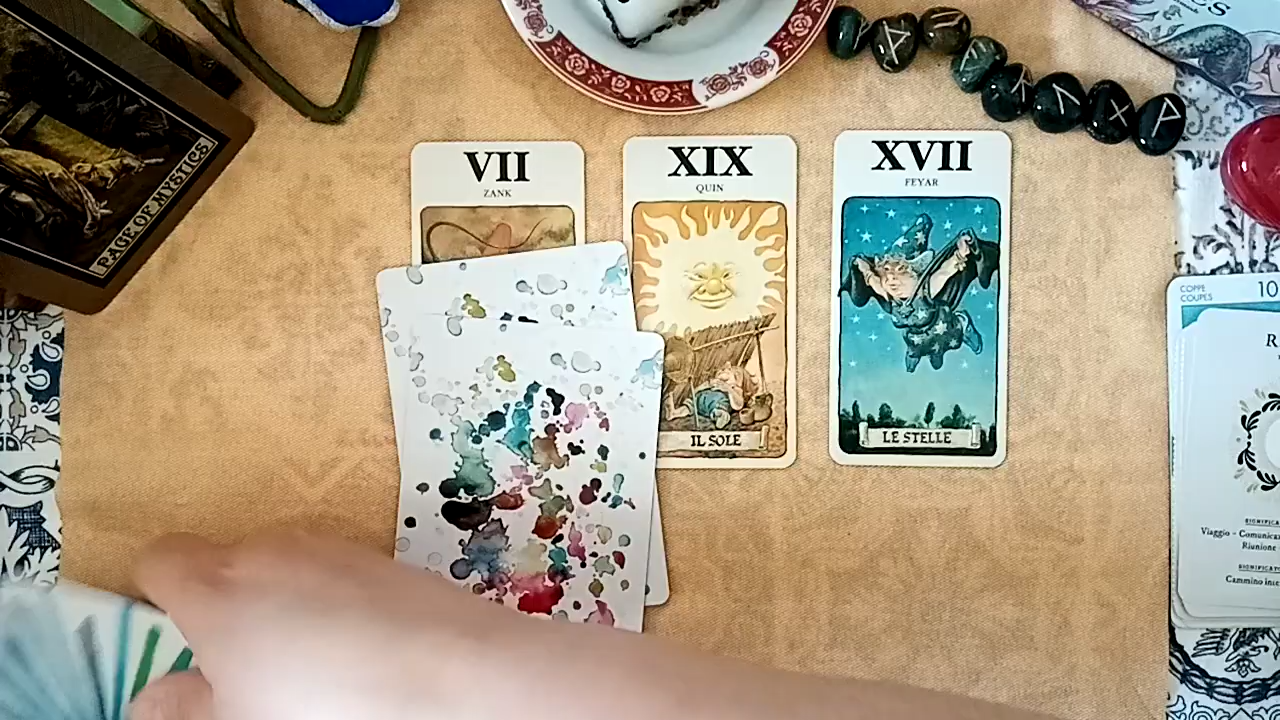 PAGE OF MYSTICS
VII
ZANK
XIX
QUIN
IL SOLE
XVII
FEYAR
LE STELLE
COPPE
COUPES
10
R
Viaggio - Comunica
Riunione
Cammino